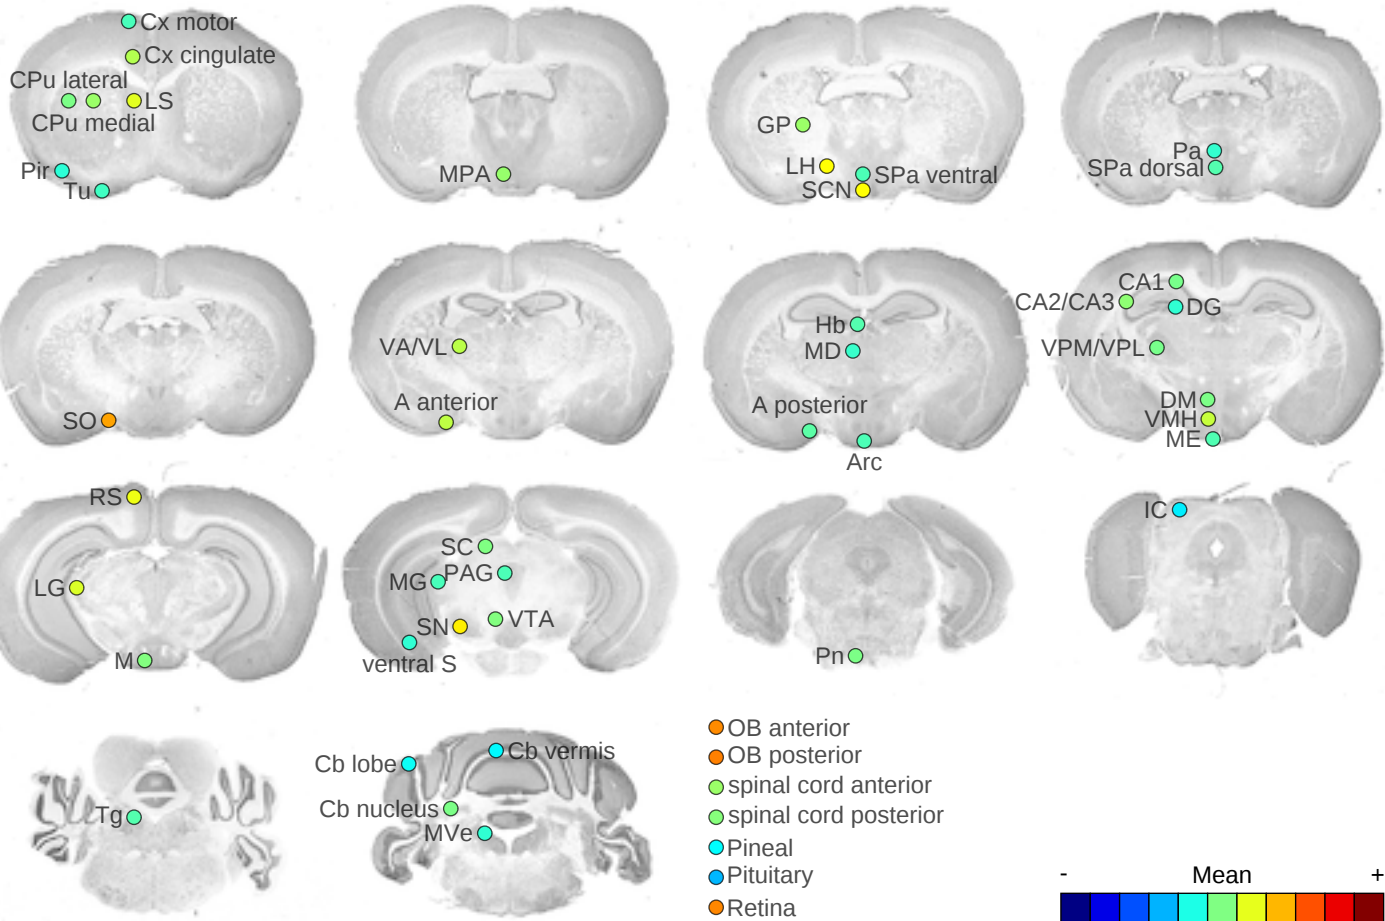 Cx motor
Cx cingulate
CPu lateral
LS
CPu medial
Pir
Tu
MPA
GP
LH
SPa ventral
SCN
Pa
SPa dorsal
SO
VA/VL
A anterior
Hb
MD
A posterior
Arc
CA1
CA2/CA3
DG
VPM/VPL
DM
VMH
ME
RS
LG
M
SC
PAG
MG
VTA
SN
ventral S
Pn
IC
Tg
Cb lobe
Cb vermis
Cb nucleus
MVe
OB anterior
OB posterior
spinal cord anterior
spinal cord posterior
Pineal
Pituitary
Retina
- Mean +